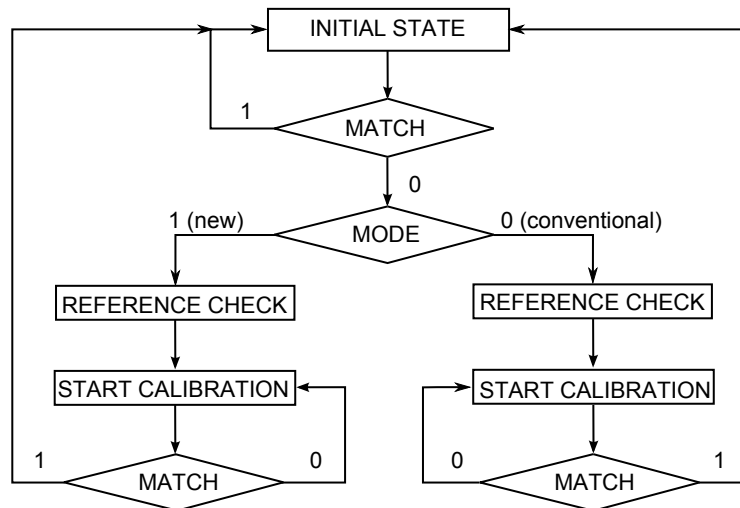 INITIAL STATE
1
MATCH
0
1 (new)
0 (conventional)
MODE
REFERENCE CHECK
REFERENCE CHECK
START CALIBRATION
START CALIBRATION
1
MATCH
0
0
MATCH
1